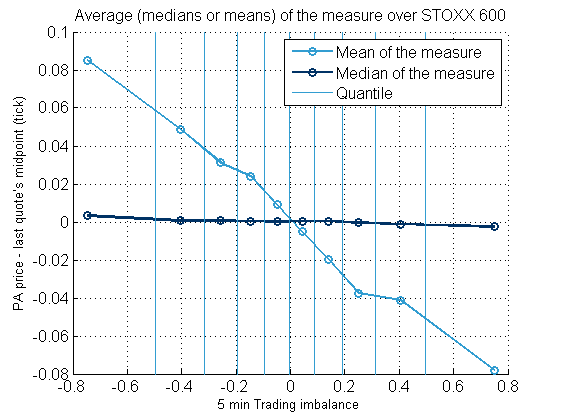 Average (medians or means) of the measure over STOXX 600
0.1
0.08
0.06
0.04
0.02
0
-0.02
-0.04
-0.06
-0.08
PA price - last quote's midpoint (tick)
Mean of the measure
Median of the measure
Quantile
-0.8 -0.6 -0.4 -0.2 0 0.2 0.4 0.6 0.8
5 min Trading imbalance